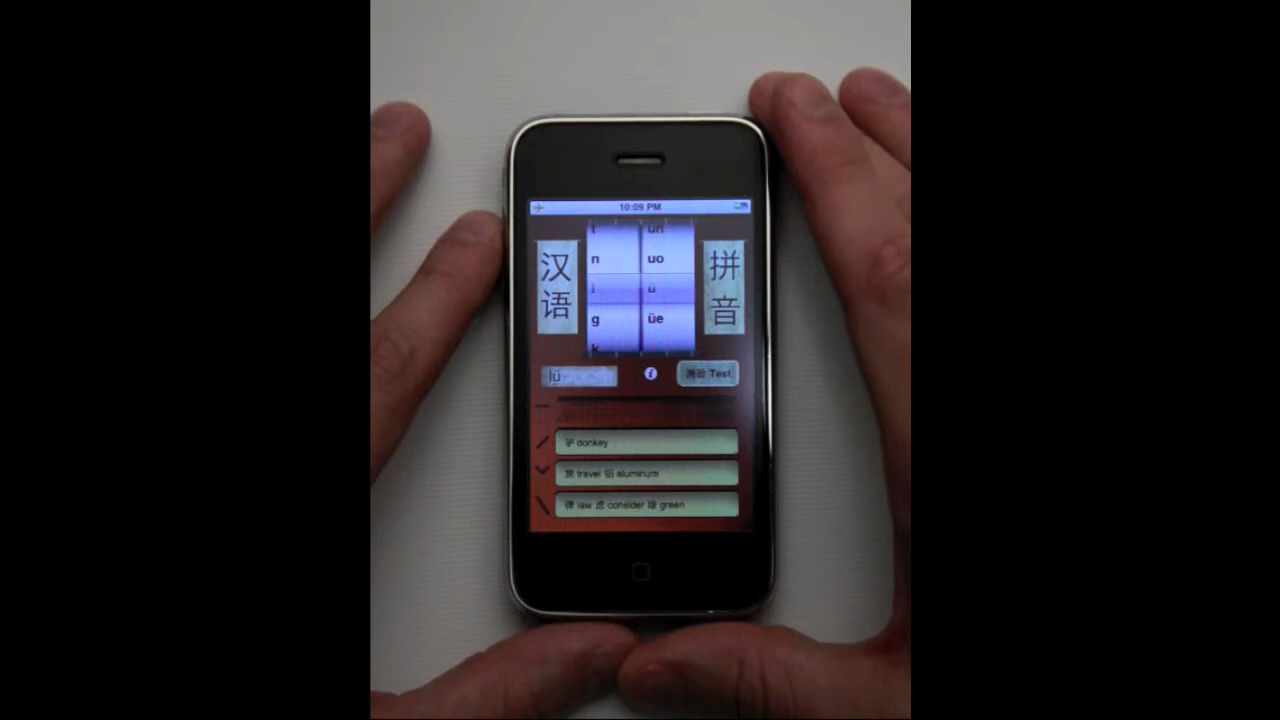 10:09 PM
t un
n uo
l ü
g üe
k
汉语
拼音
lü
i
测验 Test
驴 donkey
旅 travel 铝 aluminum
律 law 虑 consider 绿 green